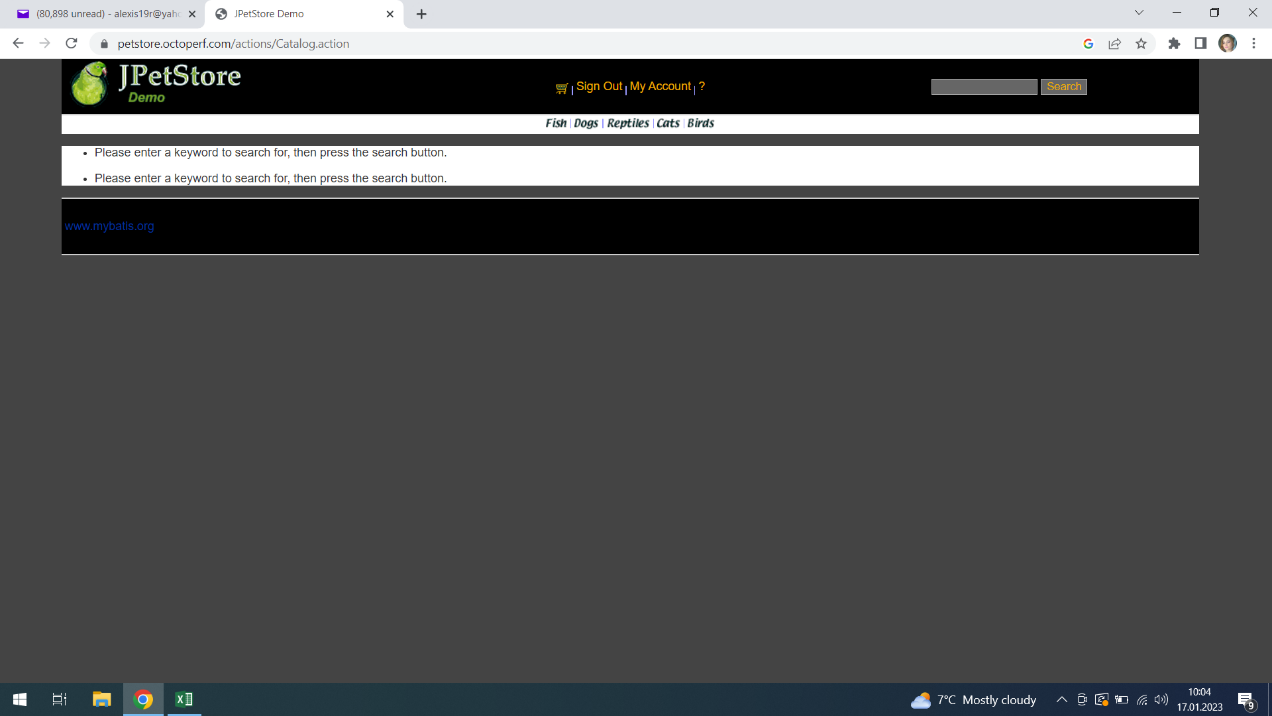 (80,898 unread) - alexis19r@yaho
JPetStore Demo
petstore.octoperf.com/actions/Catalog.action
JPetStore
Demo
Sign Out | My Account | ?
Search
Fish | Dogs | Reptiles | Cats | Birds
• Please enter a keyword to search for, then press the search button.
• Please enter a keyword to search for, then press the search button.
www.mybatis.org
7°C Mostly cloudy
10:04
17.01.2023
9